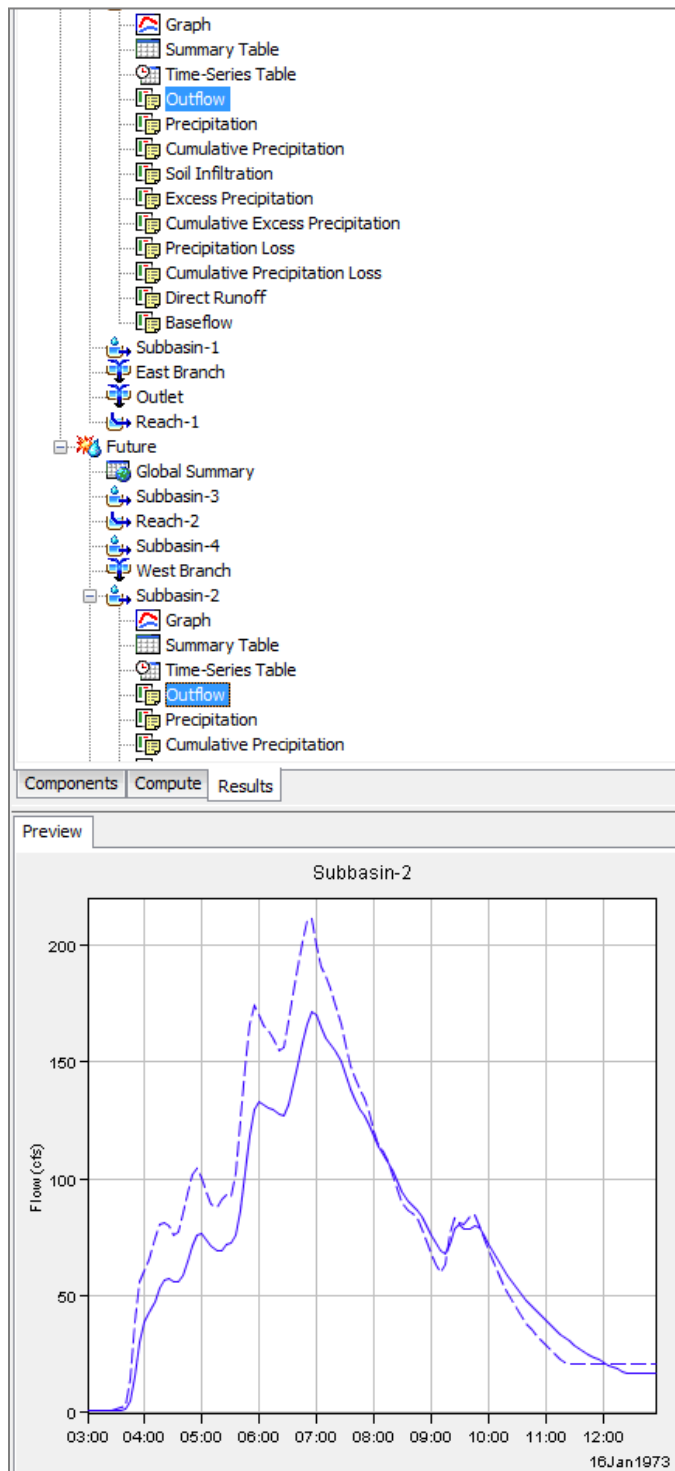 Graph
Summary Table
Time-Series Table
Outflow
Precipitation
Cumulative Precipitation
Soil Infiltration
Excess Precipitation
Cumulative Excess Precipitation
Precipitation Loss
Cumulative Precipitation Loss
Direct Runoff
Baseflow
Subbasin-1
East Branch
Outlet
Reach-1
Future
Global Summary
Subbasin-3
Reach-2
Subbasin-4
West Branch
Subbasin-2
Graph
Summary Table
Time-Series Table
Outflow
Precipitation
Cumulative Precipitation
Components Compute Results
Preview
Subbasin-2
200
150
100
50
0
Flow (cfs)
03:00 04:00 05:00 06:00 07:00 08:00 09:00 10:00 11:00 12:00
16Jan1973